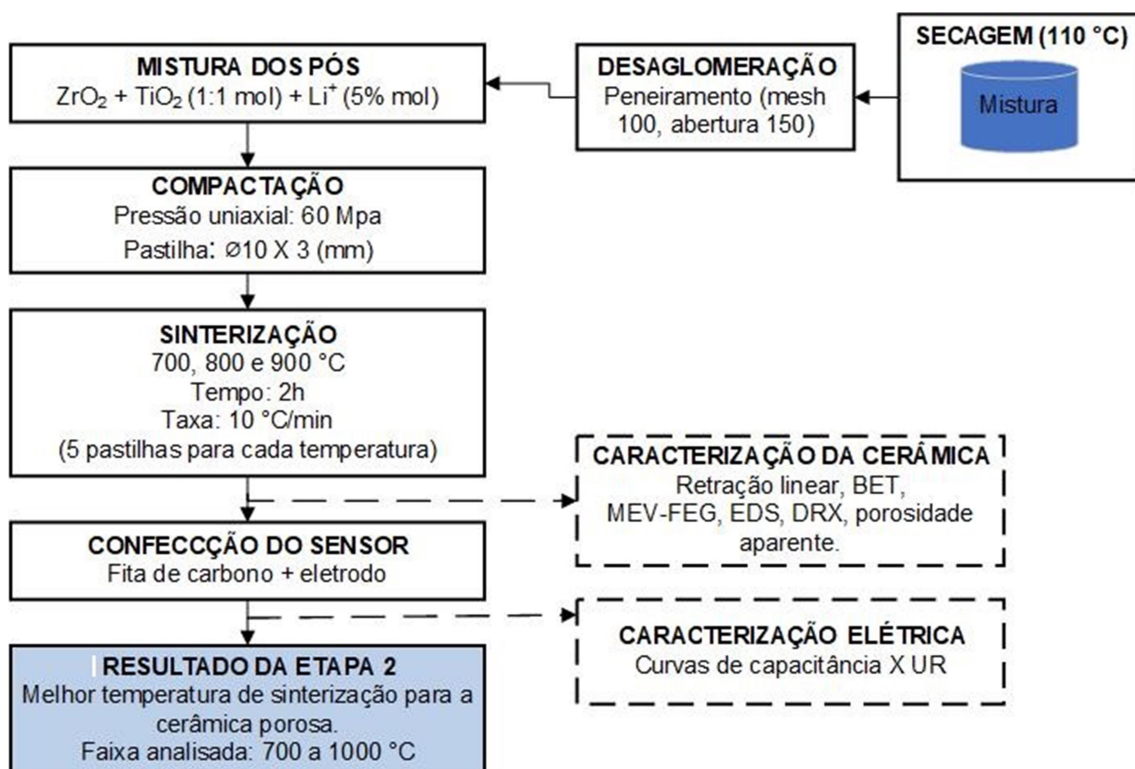 SECAGEM (110 °C)
Mistura
DESAGLOMERAÇÃO
Peneiramento (mesh
100, abertura 150)
MISTURA DOS PÓS
ZrO₂ + TiO₂ (1:1 mol) + Li⁺ (5% mol)
COMPACTAÇÃO
Pressão uniaxial: 60 Mpa
Pastilha: ∅10 X 3 (mm)
SINTERIZAÇÃO
700, 800 e 900 °C
Tempo: 2h
Taxa: 10 °C/min
(5 pastilhas para cada temperatura)
CARACTERIZAÇÃO DA CERÂMICA
Retração linear, BET,
MEV-FEG, EDS, DRX, porosidade
aparente.
CONFECCÇÃO DO SENSOR
Fita de carbono + eletrodo
CARACTERIZAÇÃO ELÉTRICA
Curvas de capacitância X UR
RESULTADO DA ETAPA 2
Melhor temperatura de sinterização para a
cerâmica porosa.
Faixa analisada: 700 a 1000 °C